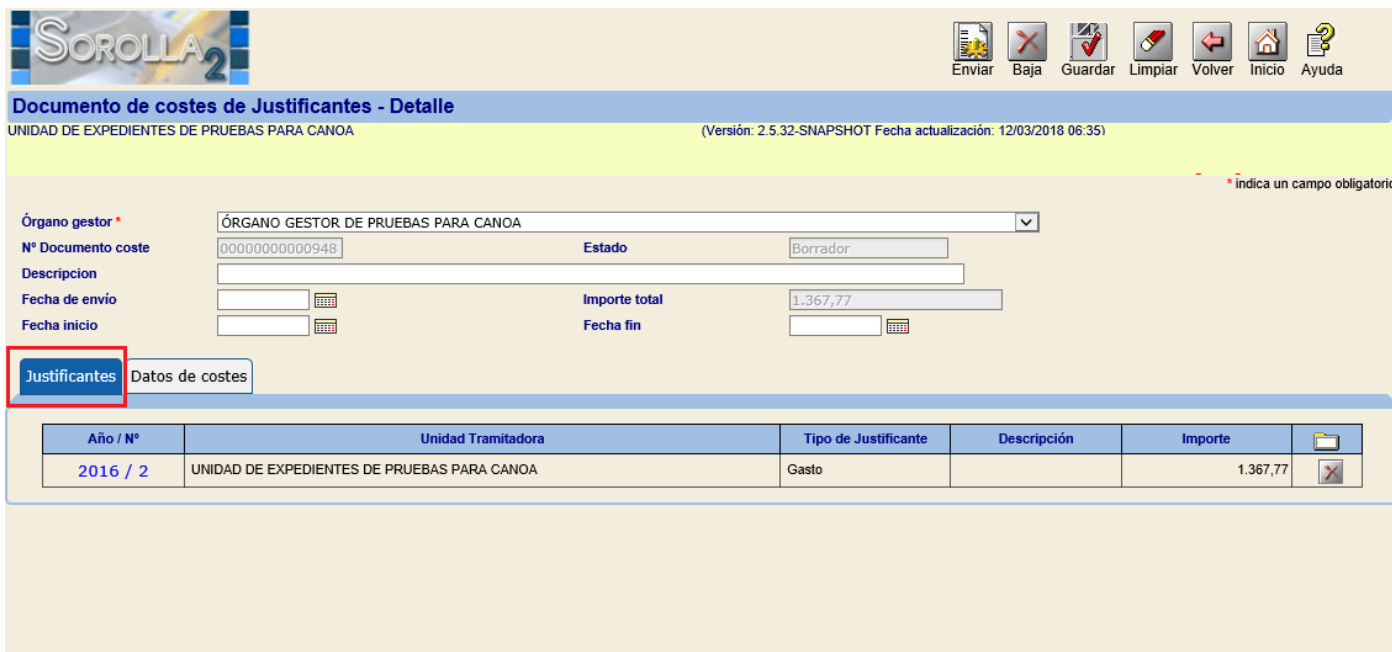 SOROLLA2
Enviar Baja Guardar Limpiar Volver Inicio Ayuda
Documento de costes de Justificantes - Detalle
UNIDAD DE EXPEDIENTES DE PRUEBAS PARA CANOA (Versión: 2.5.32-SNAPSHOT Fecha actualización: 12/03/2018 06:35)
* indica un campo obligatorio
Órgano gestor * ÓRGANO GESTOR DE PRUEBAS PARA CANOA
Nº Documento coste 00000000000948 Estado Borrador
Descripcion
Fecha de envío Importe total 1.367,77
Fecha inicio Fecha fin
Justificantes Datos de costes
Año / Nº Unidad Tramitadora Tipo de Justificante Descripción Importe
2016 / 2 UNIDAD DE EXPEDIENTES DE PRUEBAS PARA CANOA Gasto 1.367,77